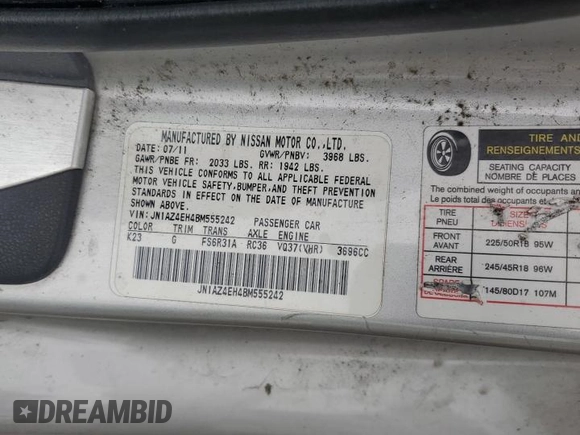 MANUFACTURED BY NISSAN MOTOR CO.,LTD.
DATE: 07/11 GVWR/PNBV: 3968 LBS.
GAWR/PNBE FR: 2033 LBS. RR: 1942 LBS.
THIS VEHICLE CONFORMS TO ALL APPLICABLE FEDERAL
MOTOR VEHICLE SAFETY, BUMPER, AND THEFT PREVENTION
STANDARDS IN EFFECT ON THE DATE OF MANUFACTURE
SHOWN ABOVE.
VIN: JN1AZ4EH4BM555242 PASSENGER CAR
COLOR TRIM TRANS AXLE ENGINE
K23 G FS6R31A RC36 VQ37(VHR) 3696CC
JN1AZ4EH4BM555242
TIRE AND
RENSEIGNEMENTS
SEATING CAPACITY
NOMBRE DE PLACES
The combined weight of occupants an
Le poids total des occupants
TIRE SIZE
PNEU DIMENSIONS
FRONT
AVANT 225/50R18 95W
REAR
ARRIERE 245/45R18 96W
145/80D17 107M
DREAMBID